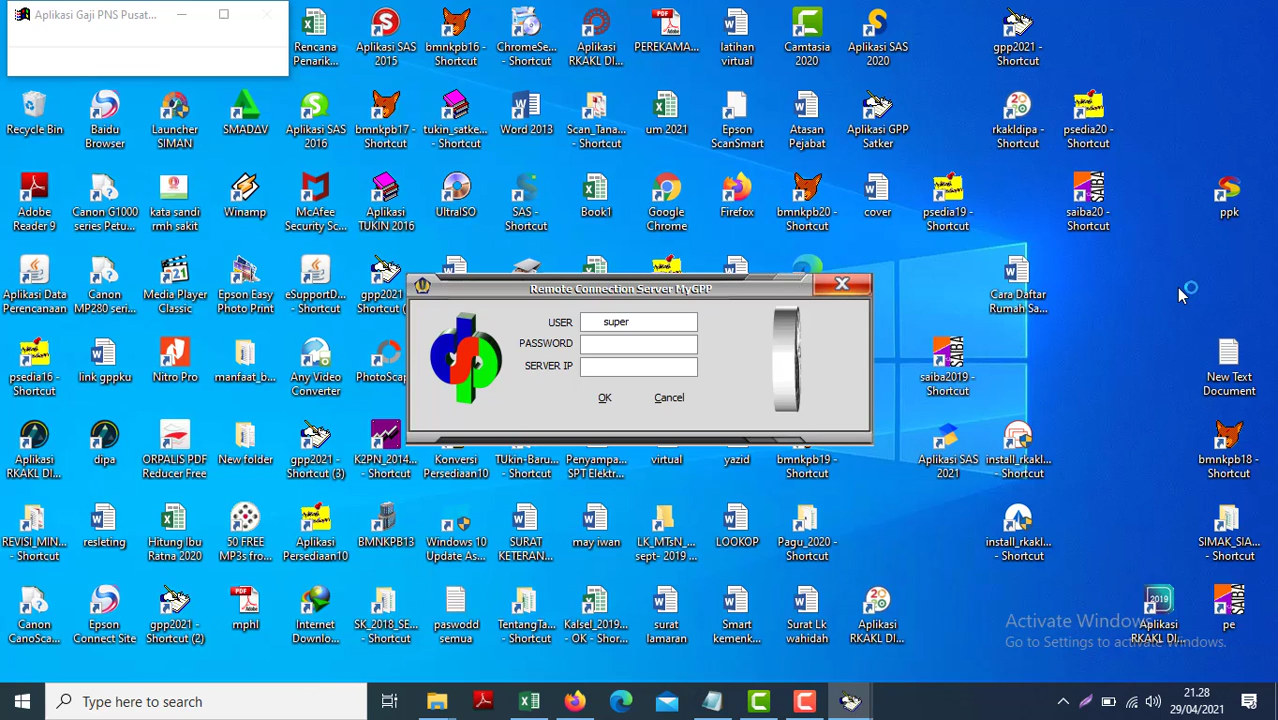 Aplikasi Gaji PNS Pusat...
Rencana Penarik...
Aplikasi SAS 2015
bmnkpb16 - Shortcut
ChromeSe... - Shortcut
Aplikasi RKAKL DI...
PEREKAMA...
latihan virtual
Camtasia 2020
Aplikasi SAS 2020
gpp2021 - Shortcut
Recycle Bin
Baidu Browser
Launcher SIMAN
SMADΔV
Aplikasi SAS 2016
bmnkpb17 - Shortcut
tukin_satke... - Shortcut
Word 2013
Scan_Tana... - Shortcut
um 2021
Epson ScanSmart
Atasan Pejabat
Aplikasi GPP Satker
rkakldipa - Shortcut
psedia20 - Shortcut
Adobe Reader 9
Canon G1000 series Petu...
kata sandi rmh sakit
Winamp
McAfee Security Sc...
Aplikasi TUKIN 2016
UltraISO
SAS - Shortcut
Book1
Google Chrome
Firefox
bmnkpb20 - Shortcut
cover
psedia19 - Shortcut
saiba20 - Shortcut
ppk
Aplikasi Data Perencanaan
Canon MP280 seri...
Media Player Classic
Epson Easy Photo Print
eSupportD... - Shortcut
gpp2021 - Shortcut (
Cara Daftar Rumah Sa...
Remote Connection Server MyGPP
USER super
PASSWORD
SERVER IP
OK Cancel
psedia16 - Shortcut
link gppku
Nitro Pro
manfaat_b...
Any Video Converter
PhotoScap
saiba2019 - Shortcut
New Text Document
Aplikasi RKAKL DI...
dipa
ORPALIS PDF Reducer Free
New folder
gpp2021 - Shortcut (3)
K2PN_2014... - Shortcut
Konversi Persediaan10
TUkin-Baru... - Shortcut
Penyampa... SPT Elektr...
virtual
yazid
bmnkpb19 - Shortcut
Aplikasi SAS 2021
install_rkakl... - Shortcut
bmnkpb18 - Shortcut
REVISI_MIN... - Shortcut
resleting
Hitung Ibu Ratna 2020
50 FREE MP3s fro...
Aplikasi Persediaan10
BMNKPB13
Windows 10 Update As...
SURAT KETERAN...
may iwan
LK_MTsN_... sept- 2019 ...
LOOKOP
Pagu_2020 - Shortcut
install_rkakl... - Shortcut
SIMAK_SIA... - Shortcut
Canon CanoSca...
Epson Connect Site
gpp2021 - Shortcut (2)
mphl
Internet Downlo...
SK_2018_SE... - Shortcut
paswodd semua
TentangTa... - Shortcut
Kalsel_2019... - OK - Shor...
surat lamaran
Smart kemenk...
Surat Lk wahidah
Aplikasi RKAKL DI...
2019
Aplikasi RKAKL DI...
pe
Activate Windows
Go to Settings to activate Windows.
Type here to search
21.28
29/04/2021